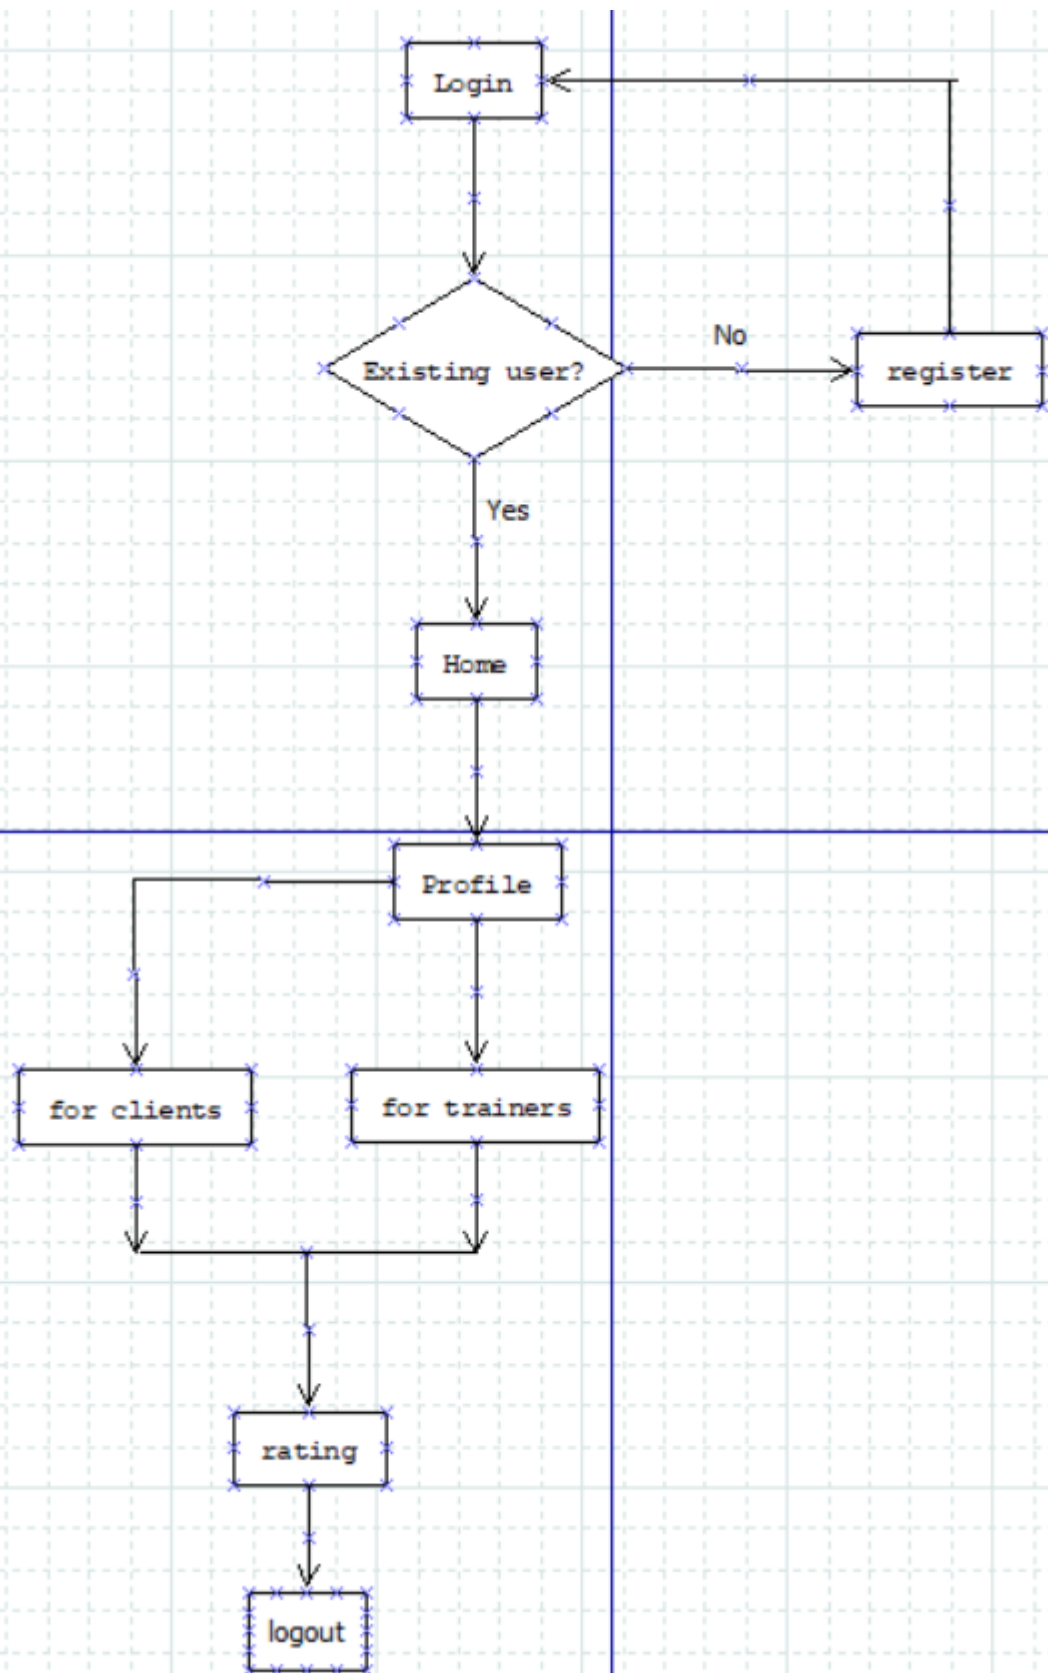 Login
No
Existing user?
register
Yes
Home
Profile
for clients
for trainers
rating
logout